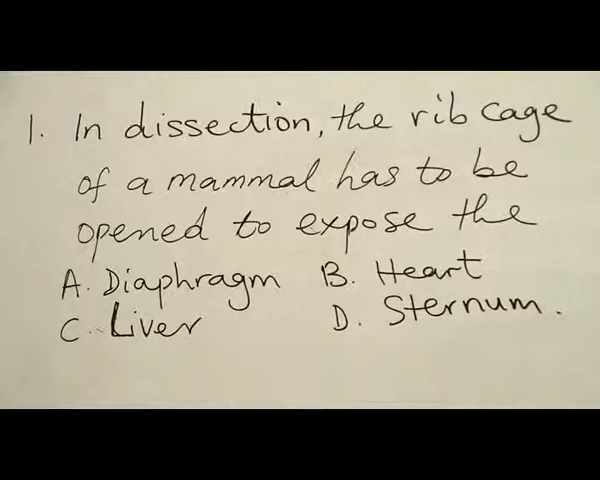 1. In dissection, the rib cage
of a mammal has to be
opened to expose the
A. Diaphragm B. Heart
C. Liver D. Sternum.